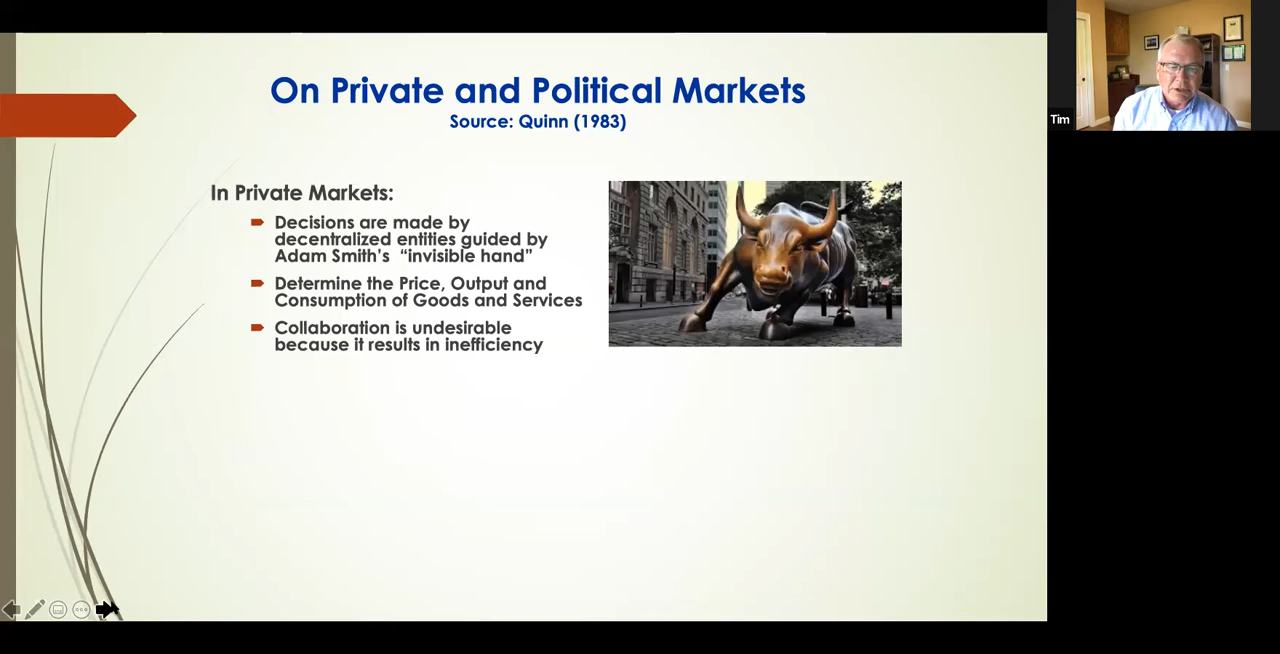 On Private and Political Markets
Source: Quinn (1983)
In Private Markets:
Decisions are made by
decentralized entities guided by
Adam Smith's “invisible hand”
Determine the Price, Output and
Consumption of Goods and Services
Collaboration is undesirable
because it results in inefficiency
Tim